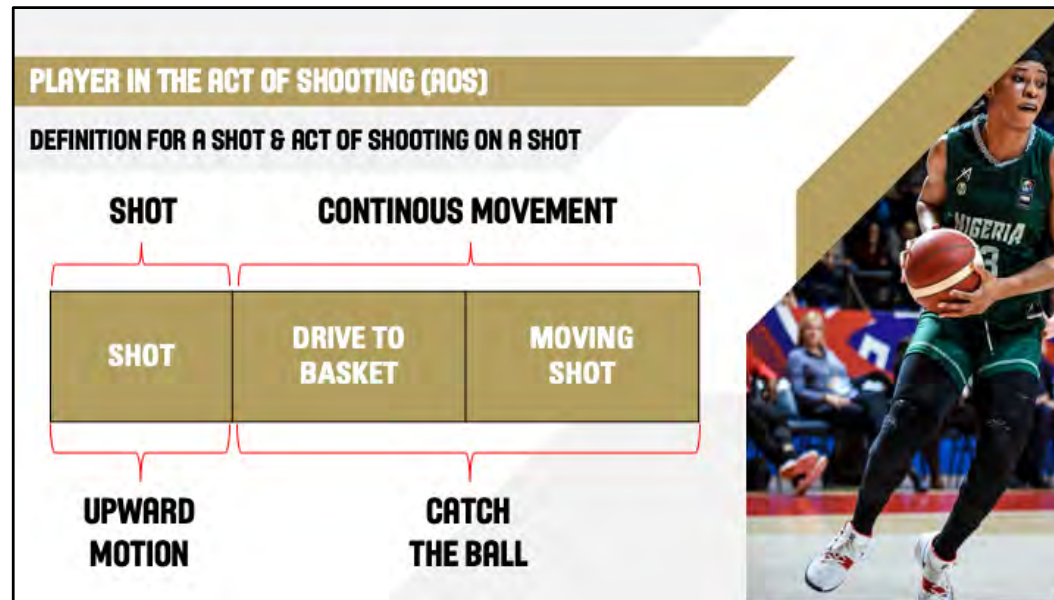 PLAYER IN THE ACT OF SHOOTING (AOS)
DEFINITION FOR A SHOT & ACT OF SHOOTING ON A SHOT
SHOT
CONTINOUS MOVEMENT
SHOT
DRIVE TO
BASKET
MOVING
SHOT
UPWARD
MOTION
CATCH
THE BALL
NIGERIA